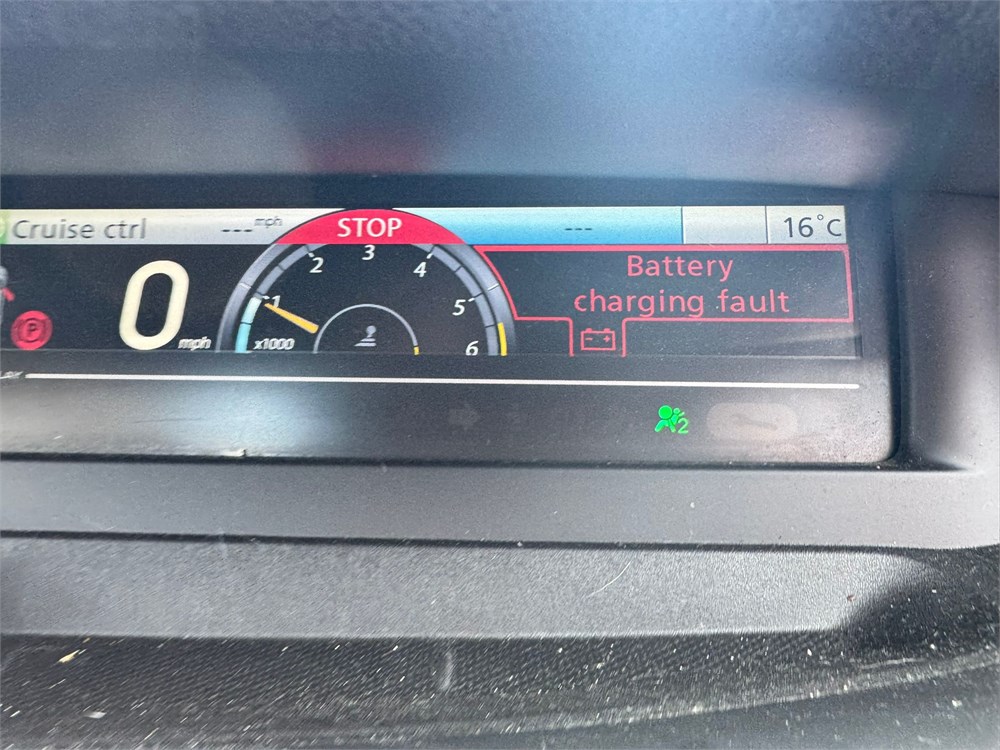 Cruise ctrl
---mph
STOP
---
16°C
Battery
charging fault
0 mph
P
1
2
3
4
5
6
x1000
2